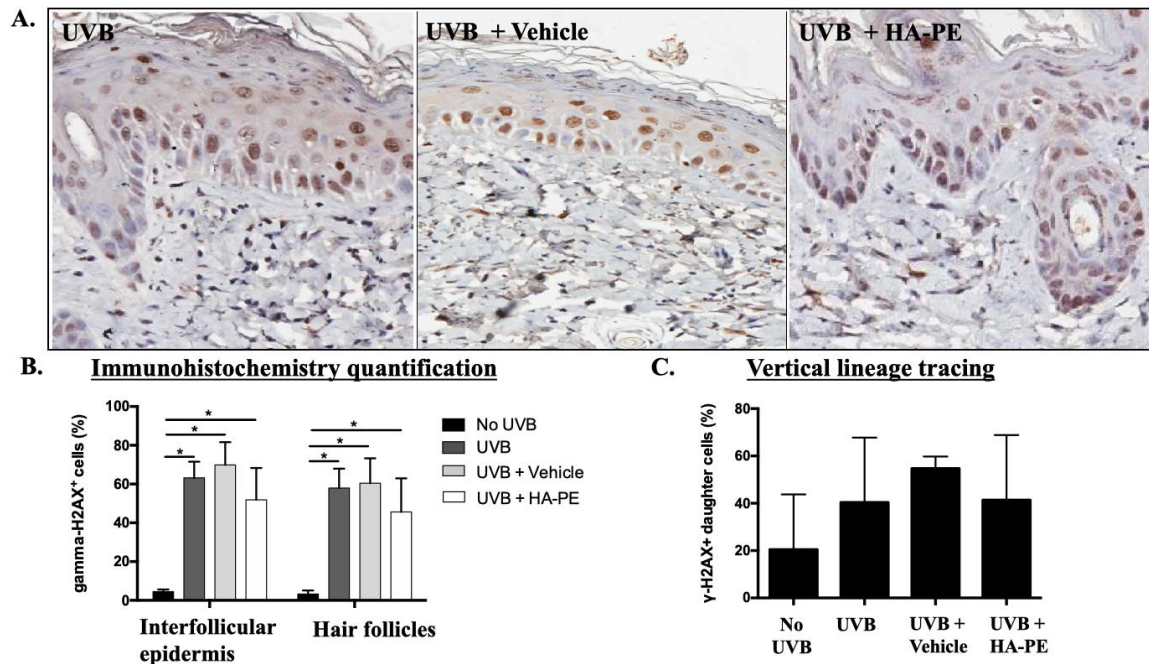 A.
UVB
UVB + Vehicle
UVB + HA-PE
B.
Immunohistochemistry quantification
gamma-H2AX⁺ cells (%)
100
80
60
40
20
0
*
*
*
*
*
*
No UVB
UVB
UVB + Vehicle
UVB + HA-PE
Interfollicular
epidermis
Hair follicles
C.
Vertical lineage tracing
γ-H2AX+ daughter cells (%)
80
60
40
20
0
No
UVB
UVB
UVB +
Vehicle
UVB +
HA-PE